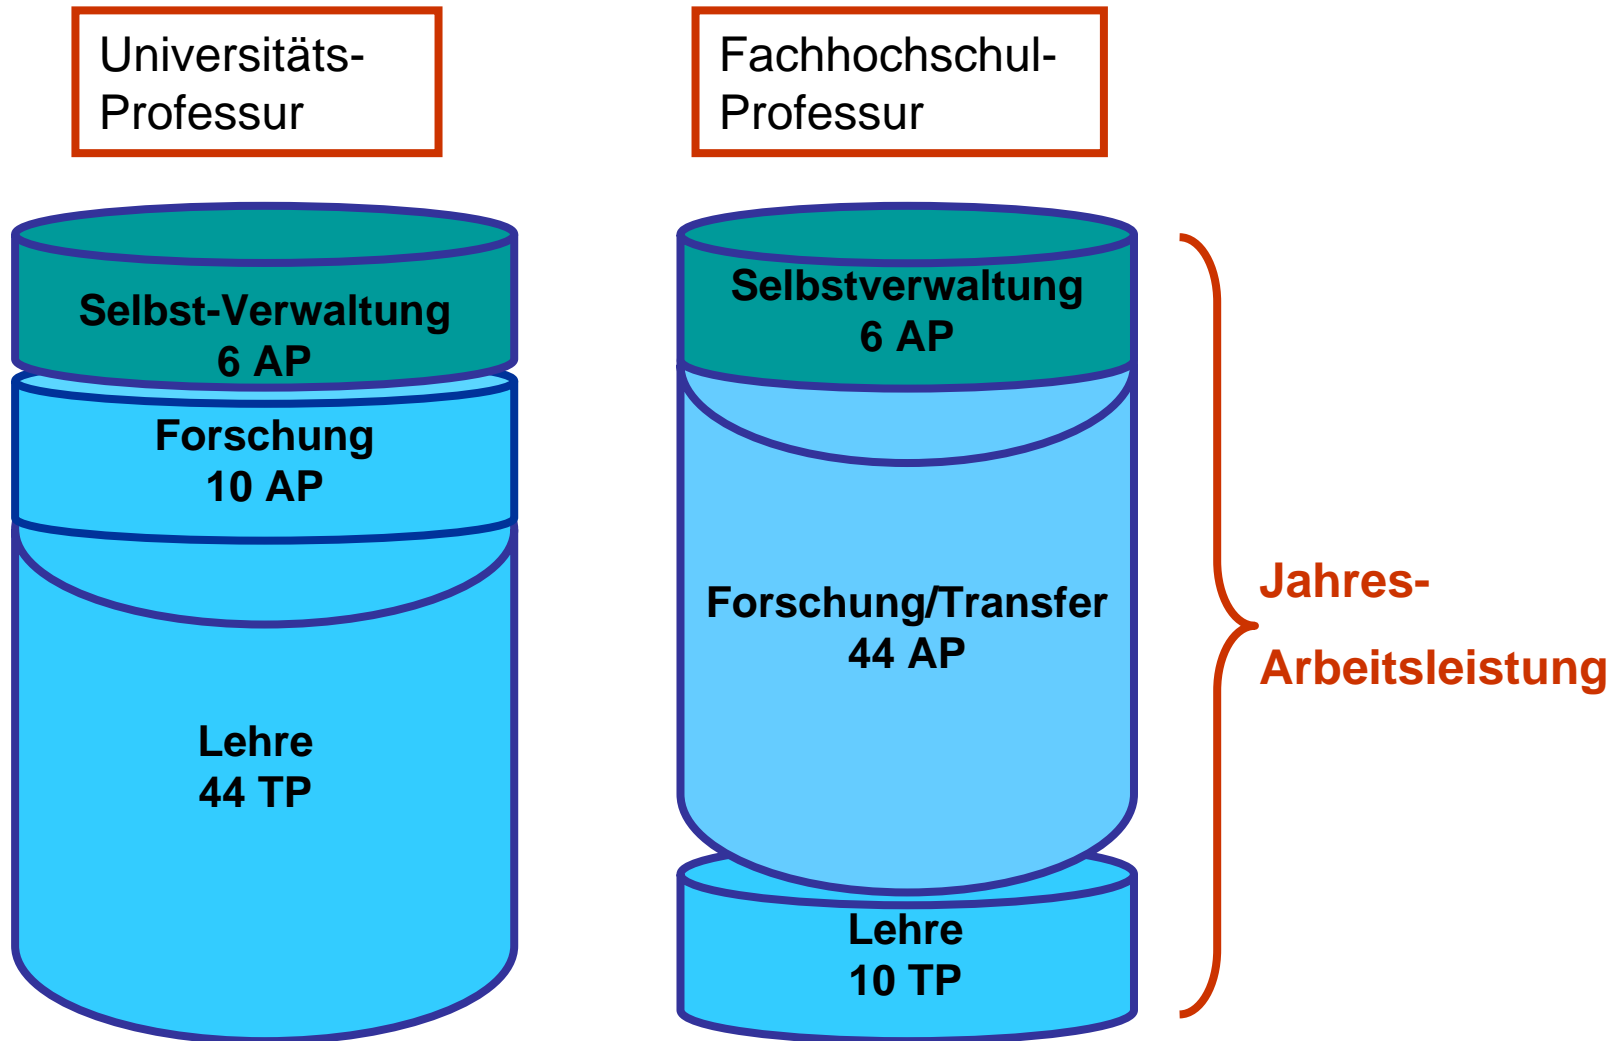 Universitäts-
Professur
Fachhochschul-
Professur
Selbst-Verwaltung
6 AP
Forschung
10 AP
Lehre
44 TP
Selbstverwaltung
6 AP
Forschung/Transfer
44 AP
Lehre
10 TP
Jahres-
Arbeitsleistung